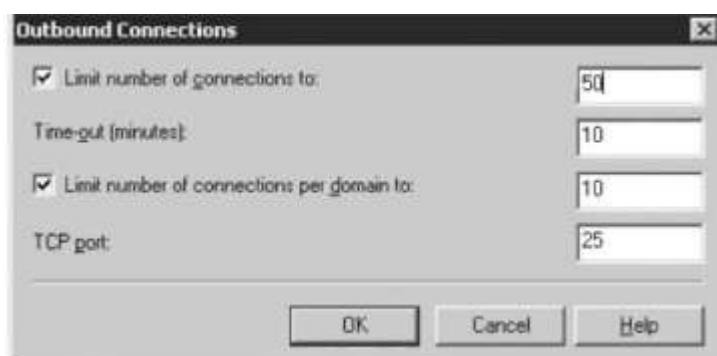 Outbound Connections
Limit number of connections to: 50
Time-out (minutes): 10
Limit number of connections per domain to: 10
TCP port: 25
OK Cancel Help